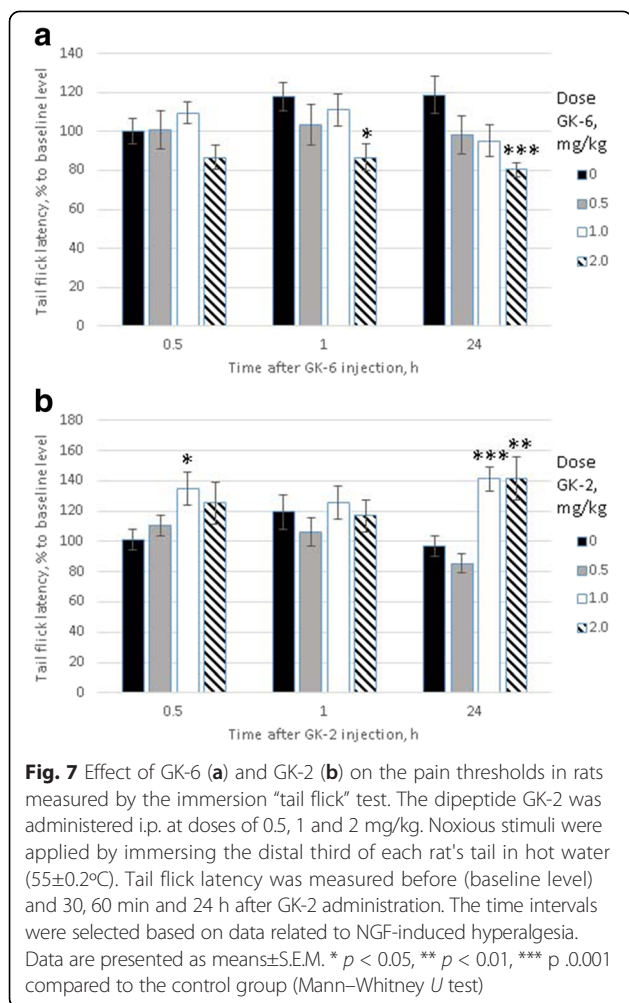 a
Tail flick latency, % to baseline level
140
120
100
80
60
40
20
0
*
***
Dose
GK-6,
mg/kg
0
0.5
1.0
2.0
0.5 1 24
Time after GK-6 injection, h
b
Tail flick latency, % to baseline level
180
160
140
120
100
80
60
40
20
0
*
***
**
Dose
GK-2,
mg/kg
0
0.5
1.0
2.0
0.5 1 24
Time after GK-2 injection, h
Fig. 7 Effect of GK-6 (a) and GK-2 (b) on the pain thresholds in rats
measured by the immersion “tail flick” test. The dipeptide GK-2 was
administered i.p. at doses of 0.5, 1 and 2 mg/kg. Noxious stimuli were
applied by immersing the distal third of each rat's tail in hot water
(55±0.2ºC). Tail flick latency was measured before (baseline level)
and 30, 60 min and 24 h after GK-2 administration. The time intervals
were selected based on data related to NGF-induced hyperalgesia.
Data are presented as means±S.E.M. * p < 0.05, ** p < 0.01, *** p .0.001
compared to the control group (Mann–Whitney U test)